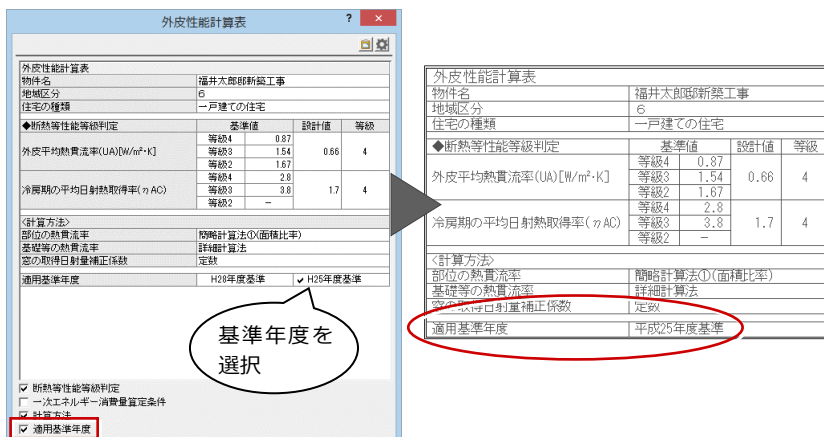 外皮性能計算表 ? ×
外皮性能計算表
物件名 福井太郎邸新築工事
地域区分 6
住宅の種類 一戸建ての住宅
◆断熱等性能等級判定 基準値 設計値 等級
外皮平均熱貫流率(UA)[W/㎡・K] 等級4 0.87 0.66 4
等級3 1.54
等級2 1.67
冷房期の平均日射熱取得率(ηAC) 等級4 2.8 1.7 4
等級3 3.8
等級2 －
<計算方法>
部位の熱貫流率 簡略計算法①(面積比率)
基礎等の熱貫流率 詳細計算法
窓の取得日射量補正係数 定数
適用基準年度 H28年度基準 ✓H25年度基準
基準年度を
選択
断熱等性能等級判定
一次エネルギー消費量算定条件
計算方法
適用基準年度
外皮性能計算表
物件名 福井太郎邸新築工事
地域区分 6
住宅の種類 一戸建ての住宅
◆断熱等性能等級判定 基準値 設計値 等級
外皮平均熱貫流率(UA)[W/㎡・K] 等級4 0.87 0.66 4
等級3 1.54
等級2 1.67
冷房期の平均日射熱取得率(ηAC) 等級4 2.8 1.7 4
等級3 3.8
等級2 －
<計算方法>
部位の熱貫流率 簡略計算法①(面積比率)
基礎等の熱貫流率 詳細計算法
窓の取得日射量補正係数 定数
適用基準年度 平成25年度基準